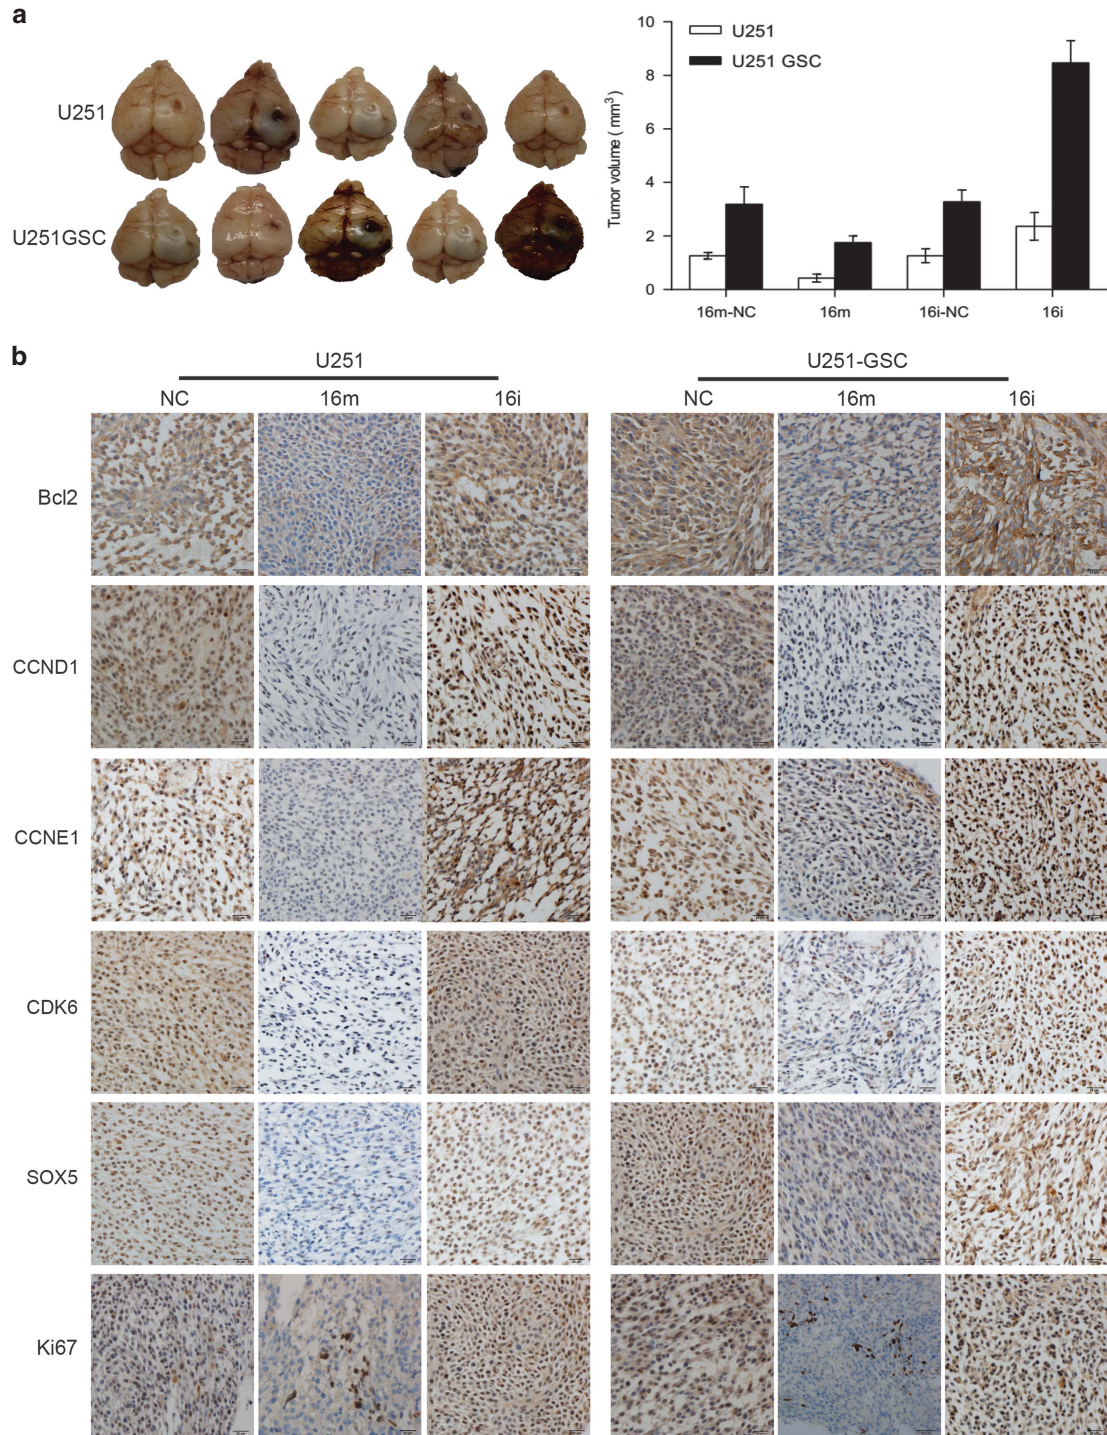 a
U251
U251GSC
10
8
6
4
2
0
Tumor volume ( mm³)
U251
U251 GSC
16m-NC 16m 16i-NC 16i
b
U251 U251-GSC
NC 16m 16i NC 16m 16i
Bcl2
CCND1
CCNE1
CDK6
SOX5
Ki67